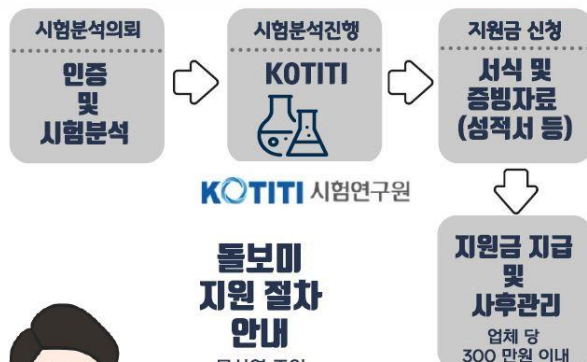 시험분석의뢰
인증
및
시험분석
시험분석진행
KOTITI
지원금 신청
서식 및
증빙자료
(성적서 등)
KOTITI 시험연구원
돌보미
지원 절차
안내
지원금 지급
및
사후관리
업체 당
300 만원 이내